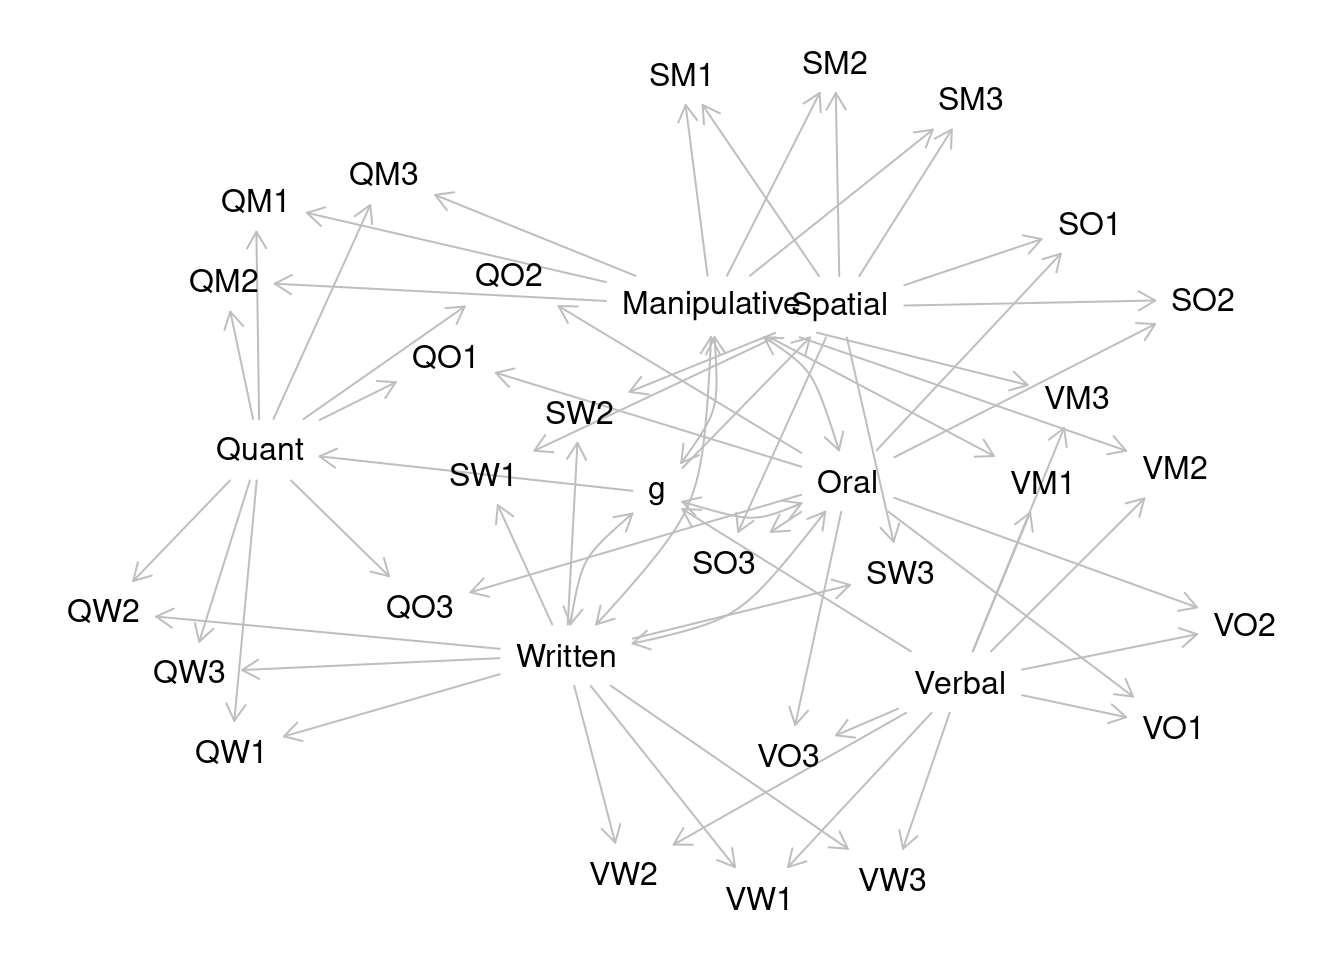 SM2
SM1
SM3
QM3
QM1
SO1
QM2
QO2
Manipulative
Spatial
SO2
QO1
VM3
SW2
Quant
VM2
SW1
g
Oral
VM1
SO3
SW3
QW2
QO3
VO2
Written
QW3
Verbal
VO1
QW1
VO3
VW2
VW3
VW1